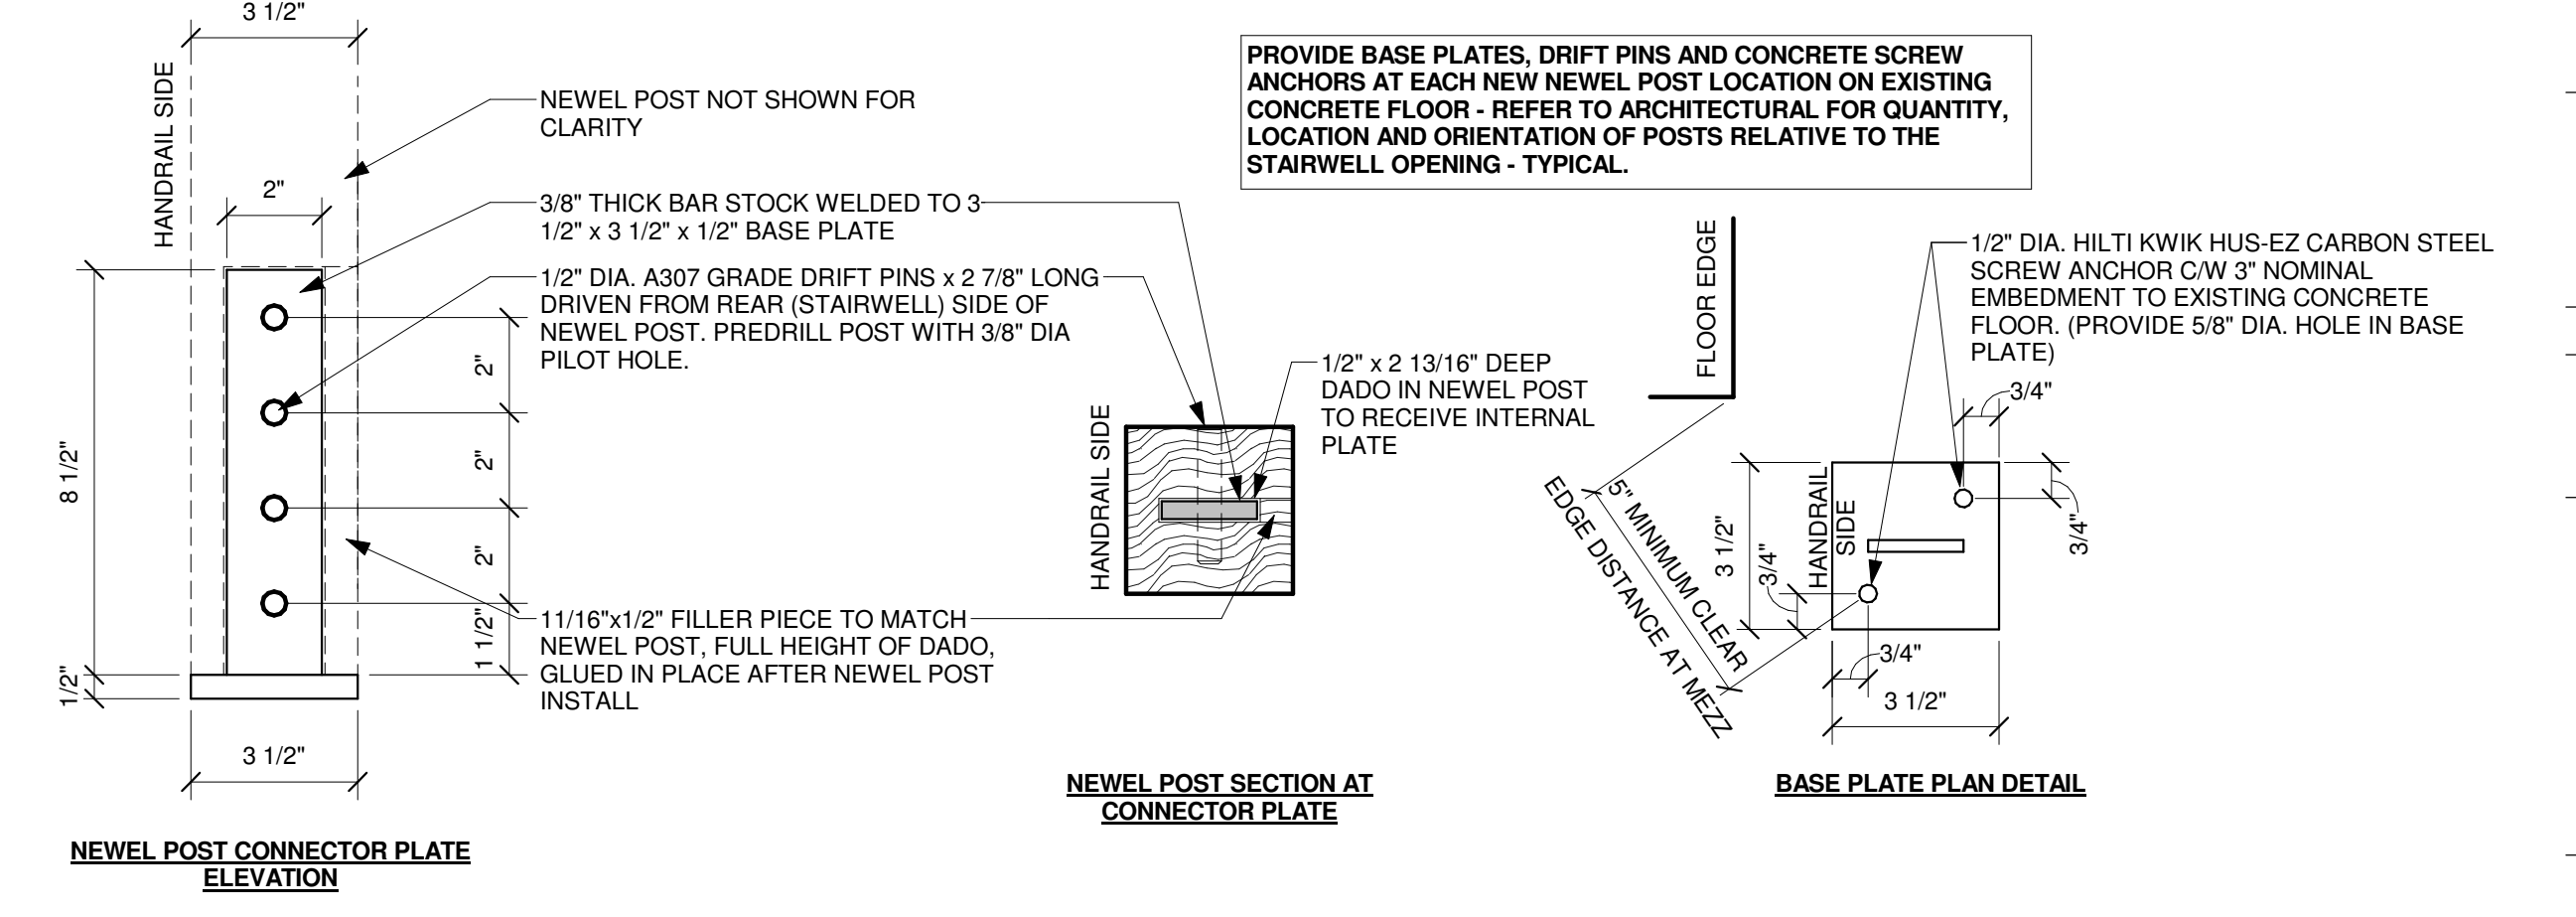 3 1/2"
HANDRAIL SIDE
NEWEL POST NOT SHOWN FOR
CLARITY
2"
3/8" THICK BAR STOCK WELDED TO 3
1/2" x 3 1/2" x 1/2" BASE PLATE
1/2" DIA. A307 GRADE DRIFT PINS x 2 7/8" LONG
DRIVEN FROM REAR (STAIRWELL) SIDE OF
NEWEL POST. PREDRILL POST WITH 3/8" DIA
PILOT HOLE.
8 1/2"
2"
2"
2"
1 1/2"
1/2"
11/16"x1/2" FILLER PIECE TO MATCH
NEWEL POST, FULL HEIGHT OF DADO,
GLUED IN PLACE AFTER NEWEL POST
INSTALL
3 1/2"
NEWEL POST CONNECTOR PLATE
ELEVATION
PROVIDE BASE PLATES, DRIFT PINS AND CONCRETE SCREW
ANCHORS AT EACH NEW NEWEL POST LOCATION ON EXISTING
CONCRETE FLOOR - REFER TO ARCHITECTURAL FOR QUANTITY,
LOCATION AND ORIENTATION OF POSTS RELATIVE TO THE
STAIRWELL OPENING - TYPICAL.
1/2" x 2 13/16" DEEP
DADO IN NEWEL POST
TO RECEIVE INTERNAL
PLATE
HANDRAIL SIDE
NEWEL POST SECTION AT
CONNECTOR PLATE
FLOOR EDGE
1/2" DIA. HILTI KWIK HUS-EZ CARBON STEEL
SCREW ANCHOR C/W 3" NOMINAL
EMBEDMENT TO EXISTING CONCRETE
FLOOR. (PROVIDE 5/8" DIA. HOLE IN BASE
PLATE)
3/4"
3/4"
5" MINIMUM CLEAR
EDGE DISTANCE AT MEZZ
3 1/2"
3/4"
HANDRAIL
SIDE
3/4"
3 1/2"
BASE PLATE PLAN DETAIL